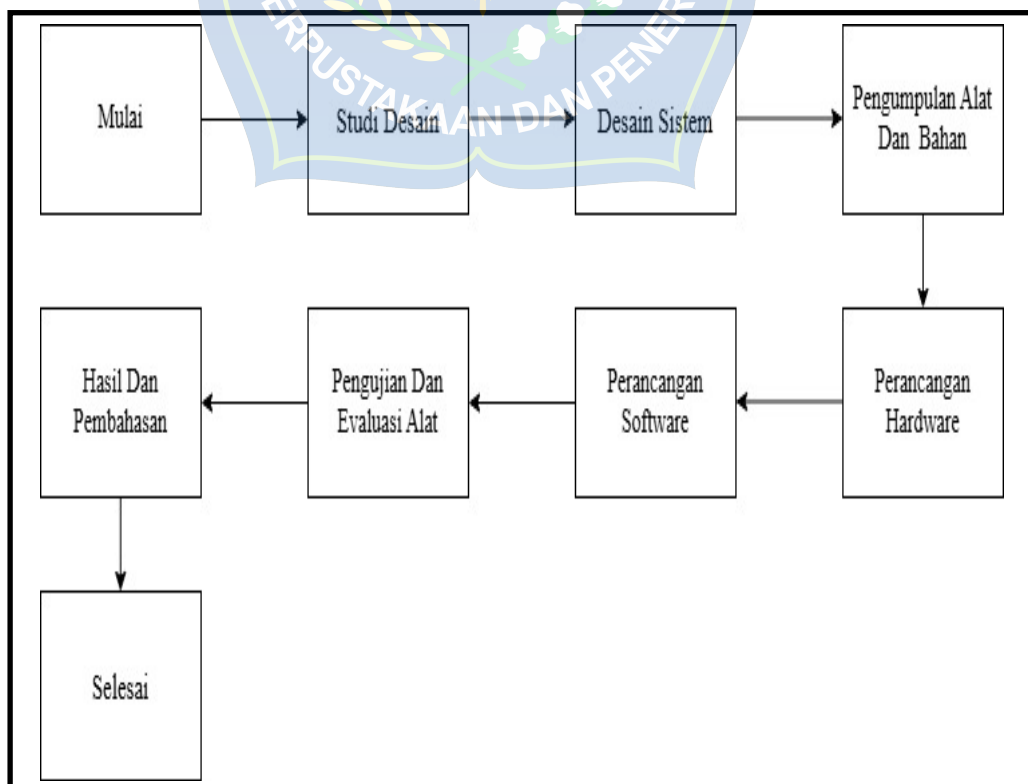 PERPUSTAKAAN DAN PENER
Mulai
Studi Desain
Desain Sistem
Pengumpulan Alat
Dan Bahan
Perancangan
Hardware
Perancangan
Software
Pengujian Dan
Evaluasi Alat
Hasil Dan
Pembahasan
Selesai